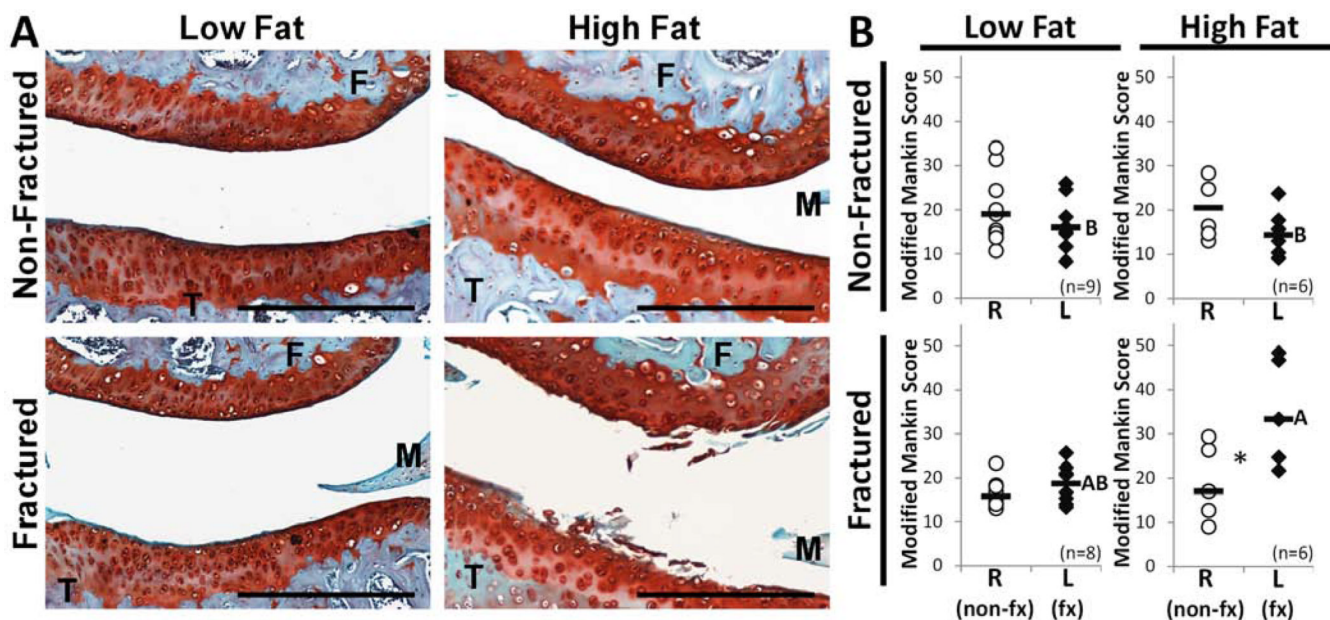 A
Low Fat
High Fat
Non-Fractured
F
T
F
M
T
Fractured
F
M
T
M
T
B
Low Fat
High Fat
Non-Fractured
Modified Mankin Score
50
40
30
20
10
0
B
(n=9)
R
L
Modified Mankin Score
50
40
30
20
10
0
B
(n=6)
R
L
Fractured
Modified Mankin Score
50
40
30
20
10
0
AB
(n=8)
R
L
(non-fx)
(fx)
Modified Mankin Score
50
40
30
20
10
0
*
A
(n=6)
R
L
(non-fx)
(fx)